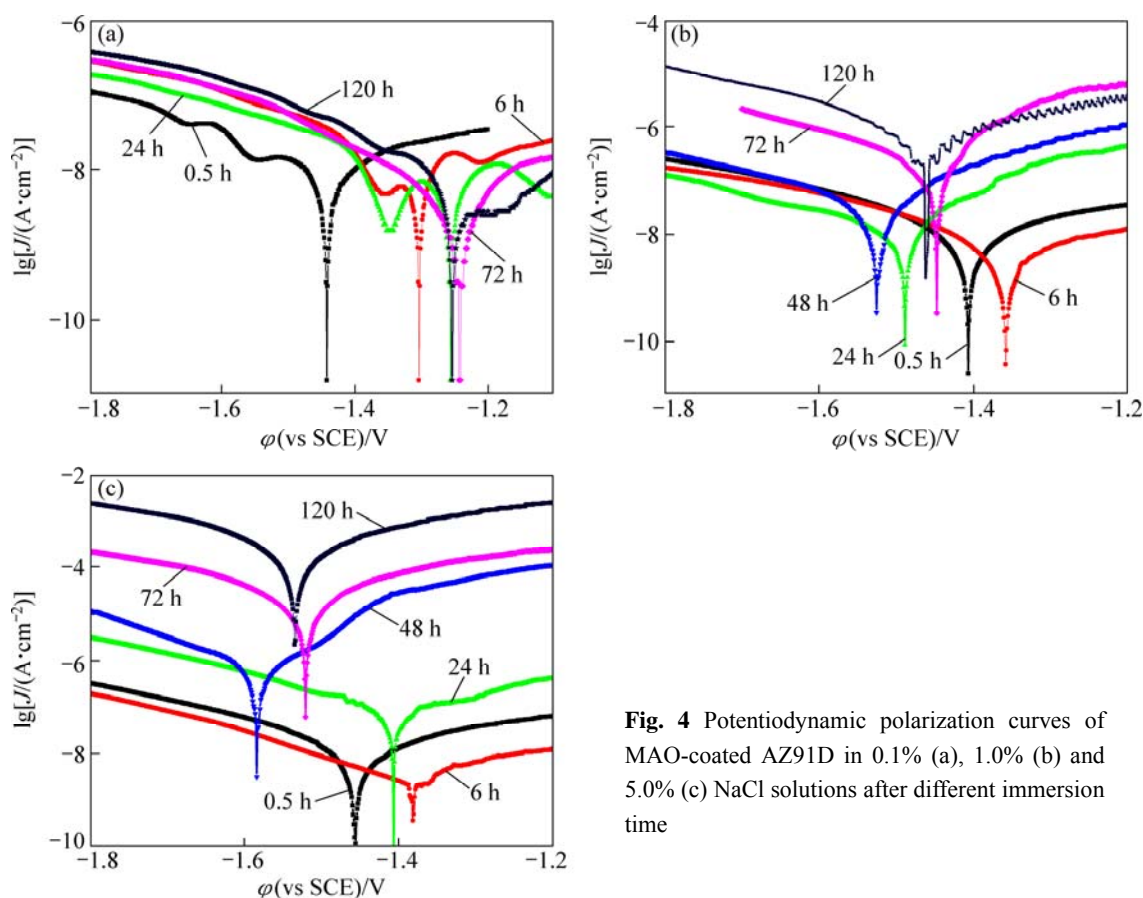 −6
(a)
120 h
6 h
24 h
0.5 h
−8
lg[J/(A·cm⁻²)]
72 h
−10
−1.8
−1.6
−1.4
−1.2
φ(vs SCE)/V
−4
(b)
120 h
72 h
−6
lg[J/(A·cm⁻²)]
−8
48 h
6 h
24 h
0.5 h
−10
−1.8
−1.6
−1.4
−1.2
φ(vs SCE)/V
−2
(c)
120 h
−4
72 h
48 h
lg[J/(A·cm⁻²)]
−6
24 h
−8
0.5 h
6 h
−10
−1.8
−1.6
−1.4
−1.2
φ(vs SCE)/V
Fig. 4 Potentiodynamic polarization curves of
MAO-coated AZ91D in 0.1% (a), 1.0% (b) and
5.0% (c) NaCl solutions after different immersion
time